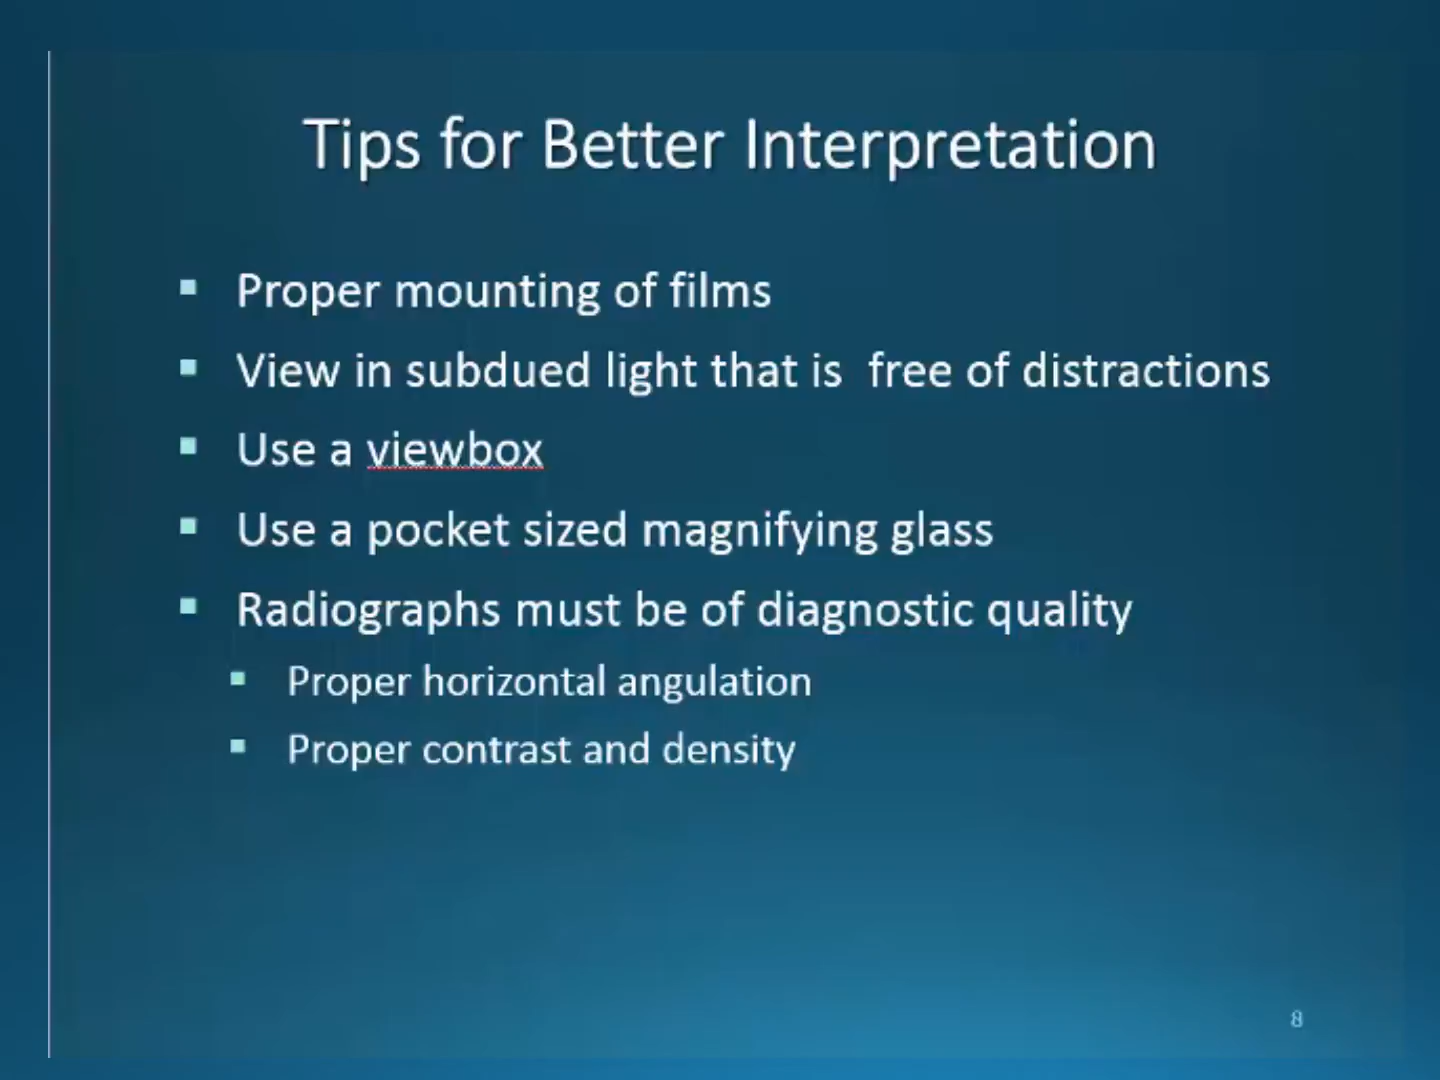 Tips for Better Interpretation
▪ Proper mounting of films
▪ View in subdued light that is  free of distractions
▪ Use a viewbox
▪ Use a pocket sized magnifying glass
▪ Radiographs must be of diagnostic quality
▪ Proper horizontal angulation
▪ Proper contrast and density
8